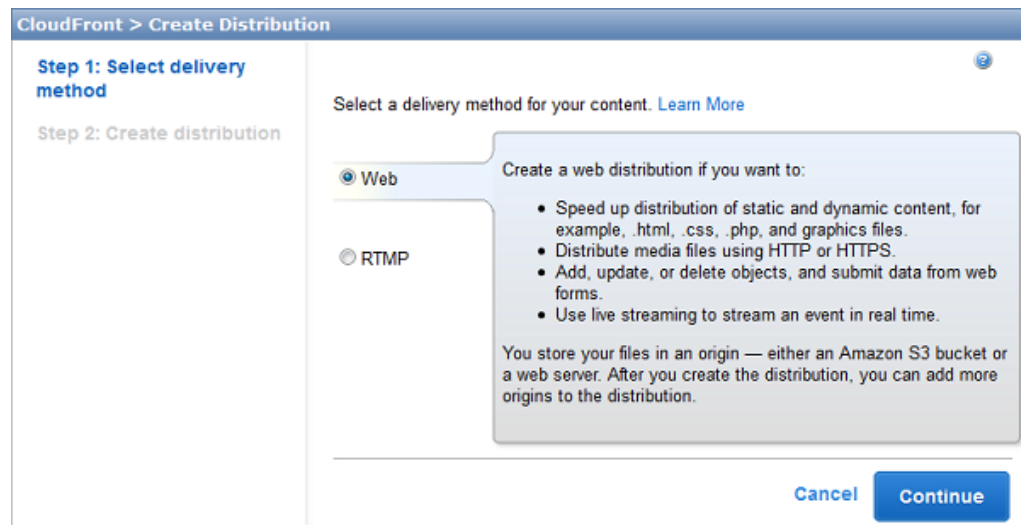 CloudFront > Create Distribution
Step 1: Select delivery
method
Step 2: Create distribution
Select a delivery method for your content. Learn More
Web
RTMP
Create a web distribution if you want to:
• Speed up distribution of static and dynamic content, for
example, .html, .css, .php, and graphics files.
• Distribute media files using HTTP or HTTPS.
• Add, update, or delete objects, and submit data from web
forms.
• Use live streaming to stream an event in real time.
You store your files in an origin — either an Amazon S3 bucket or
a web server. After you create the distribution, you can add more
origins to the distribution.
Cancel
Continue